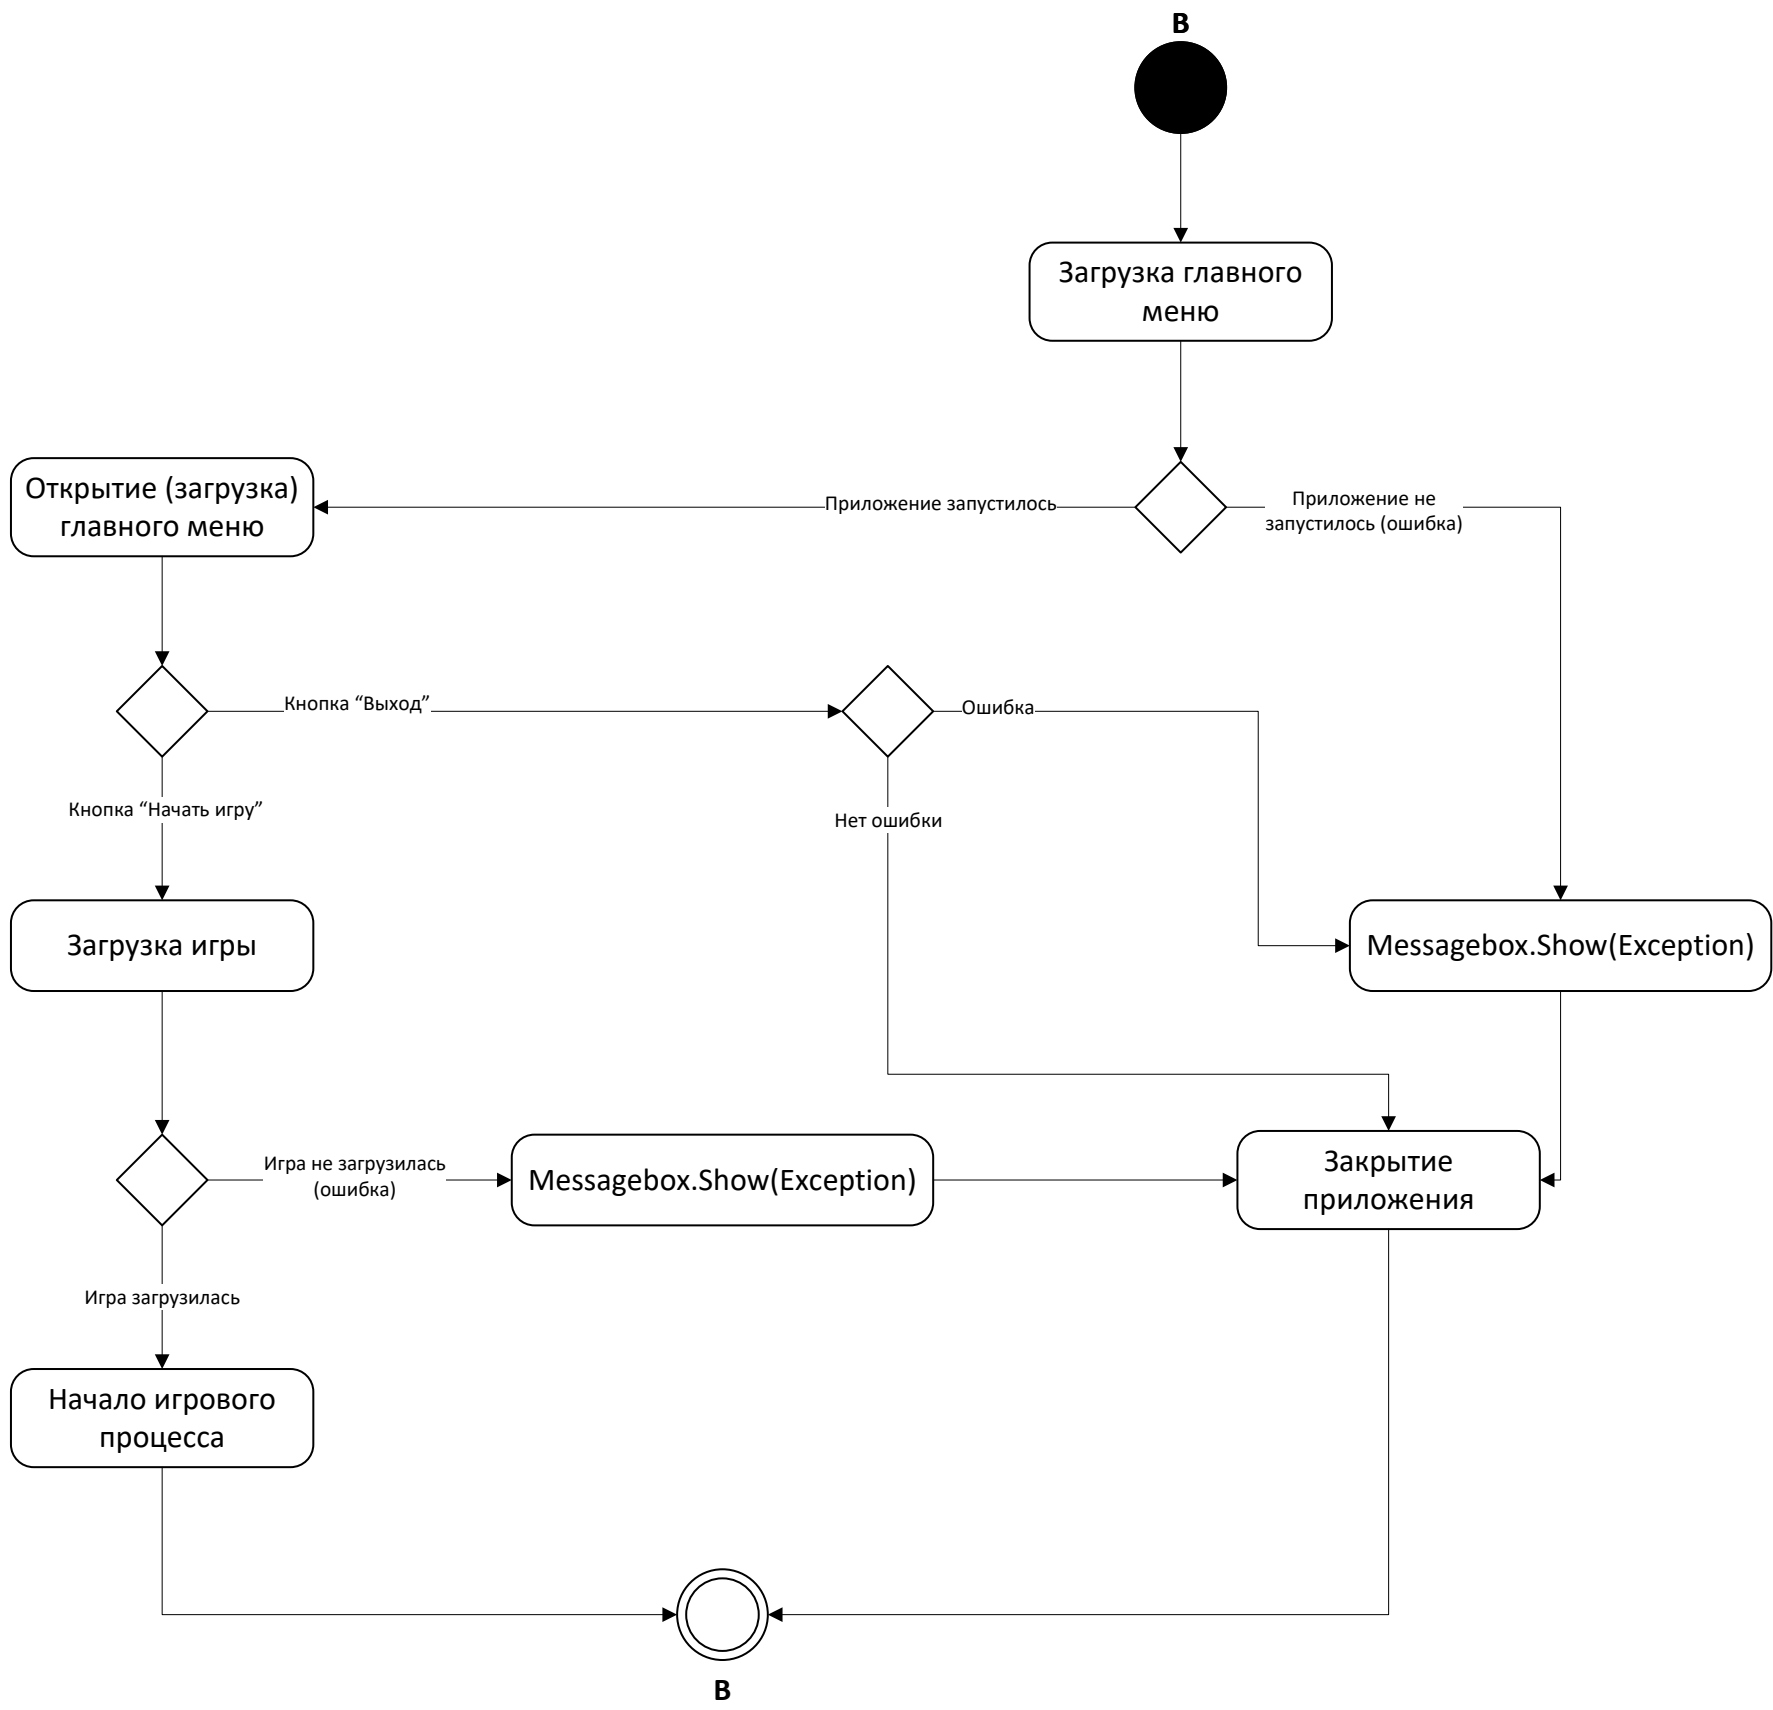 В
Загрузка главного
меню
Открытие (загрузка)
главного меню
Приложение запустилось
Приложение не
запустилось (ошибка)
Кнопка “Выход”
Ошибка
Кнопка “Начать игру”
Нет ошибки
Загрузка игры
Messagebox.Show(Exception)
Игра не загрузилась
(ошибка)
Messagebox.Show(Exception)
Закрытие
приложения
Игра загрузилась
Начало игрового
процесса
В